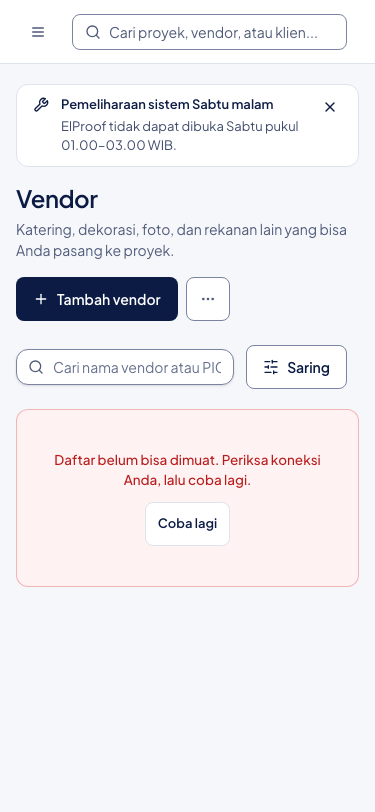 Cari proyek, vendor, atau klien...
Pemeliharaan sistem Sabtu malam
ElProof tidak dapat dibuka Sabtu pukul
01.00–03.00 WIB.
Vendor
Katering, dekorasi, foto, dan rekanan lain yang bisa
Anda pasang ke proyek.
Tambah vendor
Cari nama vendor atau PIC
Saring
Daftar belum bisa dimuat. Periksa koneksi
Anda, lalu coba lagi.
Coba lagi